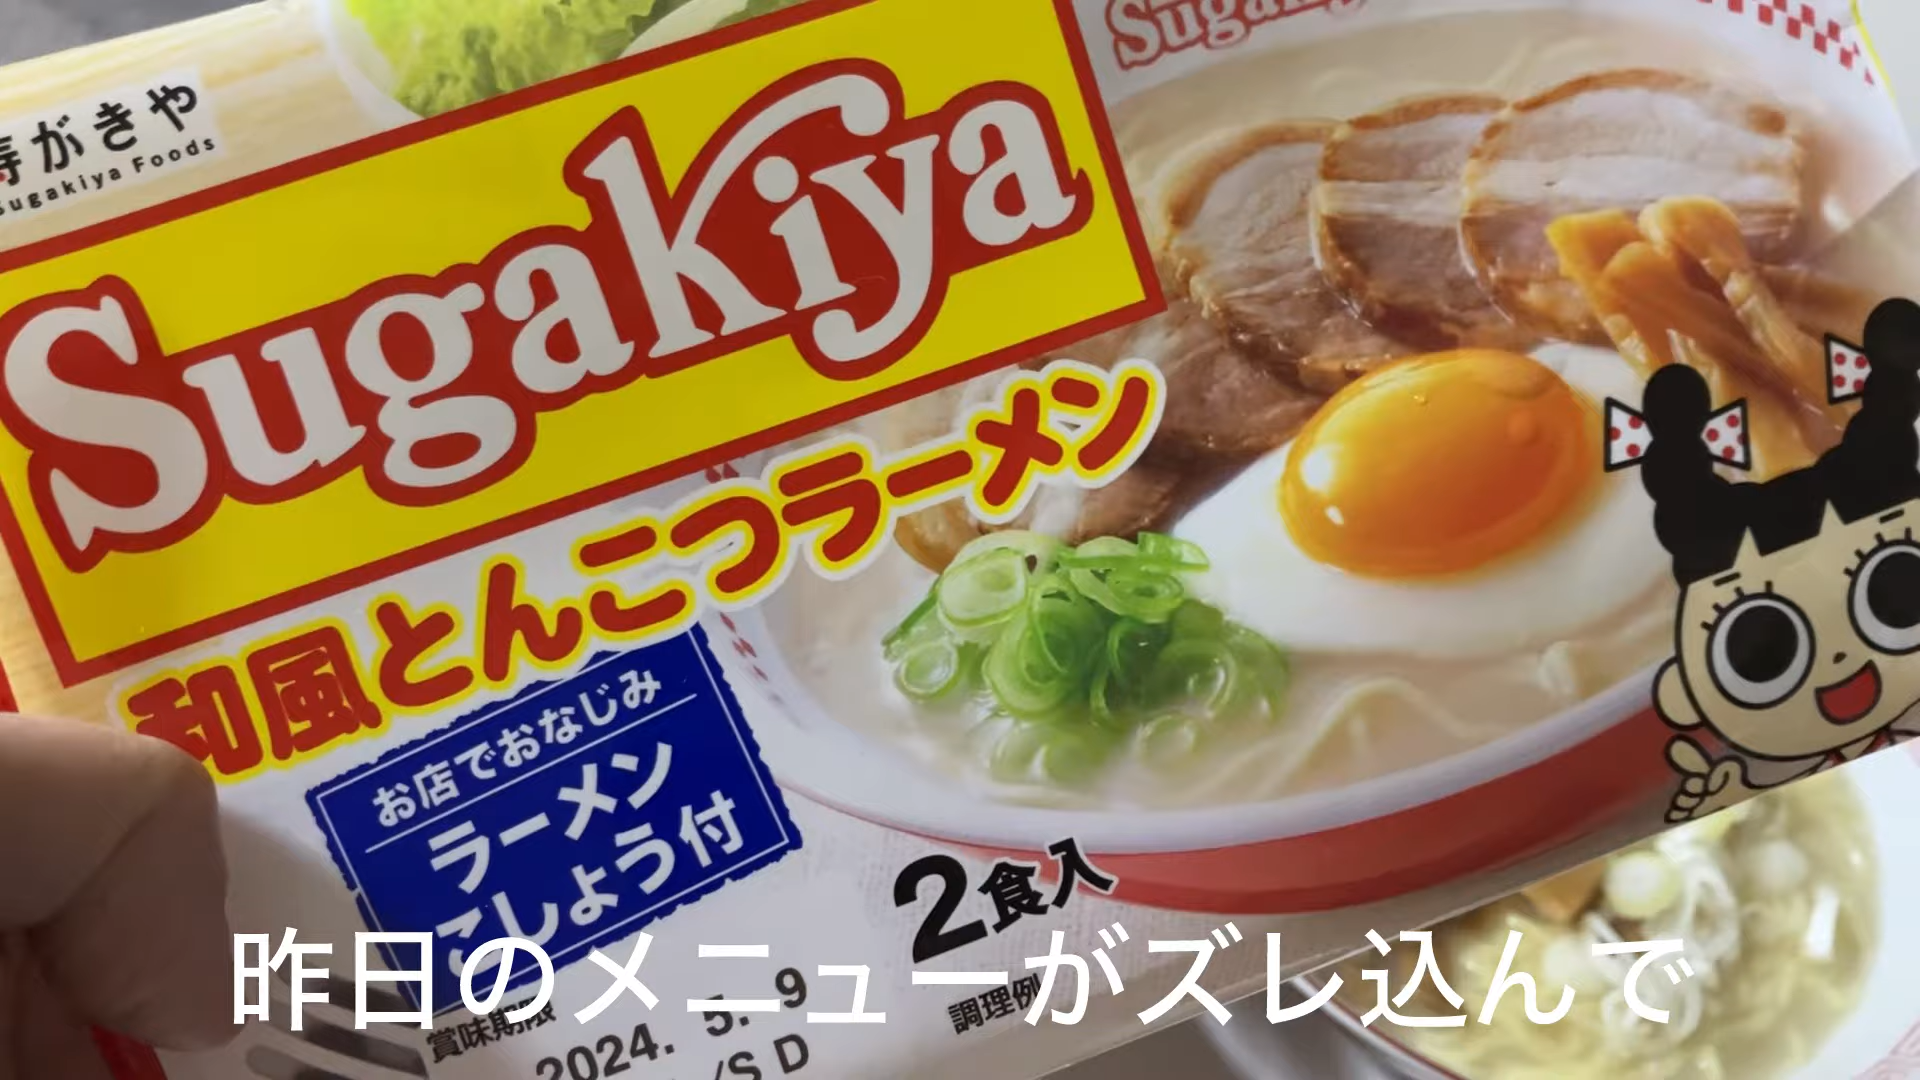 寿がきや
Sugakiya Foods
Sugakiya
Sugakiya
和風とんこつラーメン
お店でおなじみ
ラーメン
こしょう付
2食入
調理例
賞味期限
2024. 5. 9
/S D
昨日のメニューがズレ込んで